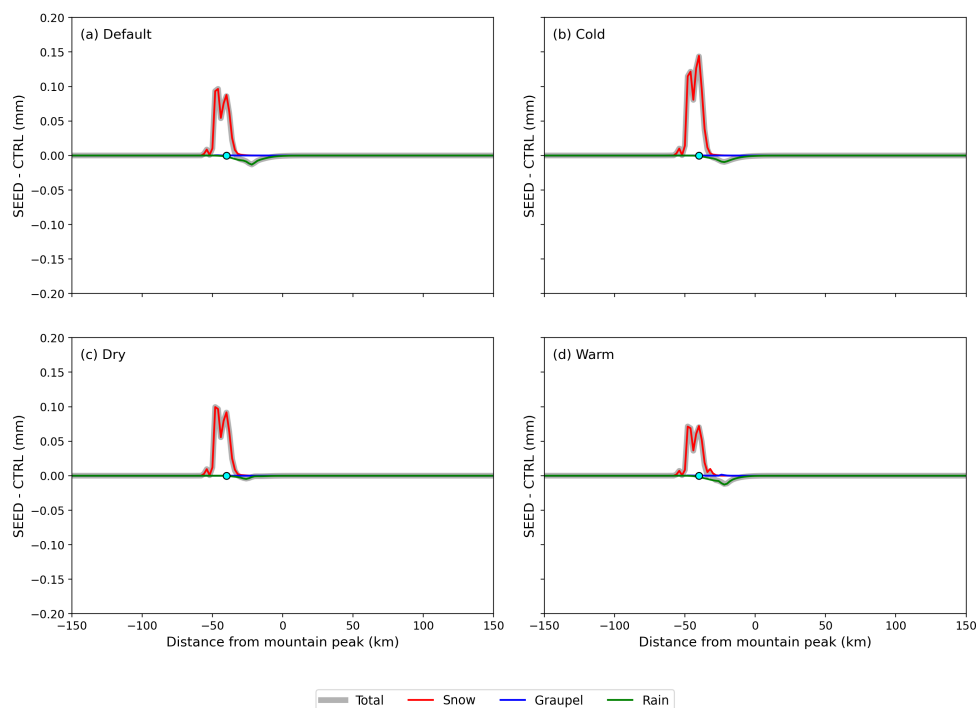 (a) Default
(b) Cold
0.20
0.15
0.10
0.05
0.00
−0.05
−0.10
−0.15
−0.20
SEED - CTRL (mm)
SEED - CTRL (mm)
(c) Dry
(d) Warm
0.20
0.15
0.10
0.05
0.00
−0.05
−0.10
−0.15
−0.20
SEED - CTRL (mm)
SEED - CTRL (mm)
−150 −100 −50 0 50 100 150
−150 −100 −50 0 50 100 150
Distance from mountain peak (km)
Distance from mountain peak (km)
Total Snow Graupel Rain